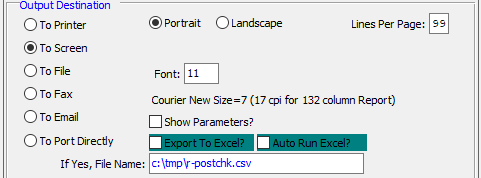 Output Destination
To Printer Portrait Landscape Lines Per Page: 99
To Screen
To File Font: 11
To Fax Courier New Size=7 (17 cpi for 132 column Report)
To Email Show Parameters?
To Port Directly Export To Excel? Auto Run Excel?
If Yes, File Name: c:\tmp\r-postchk.csv